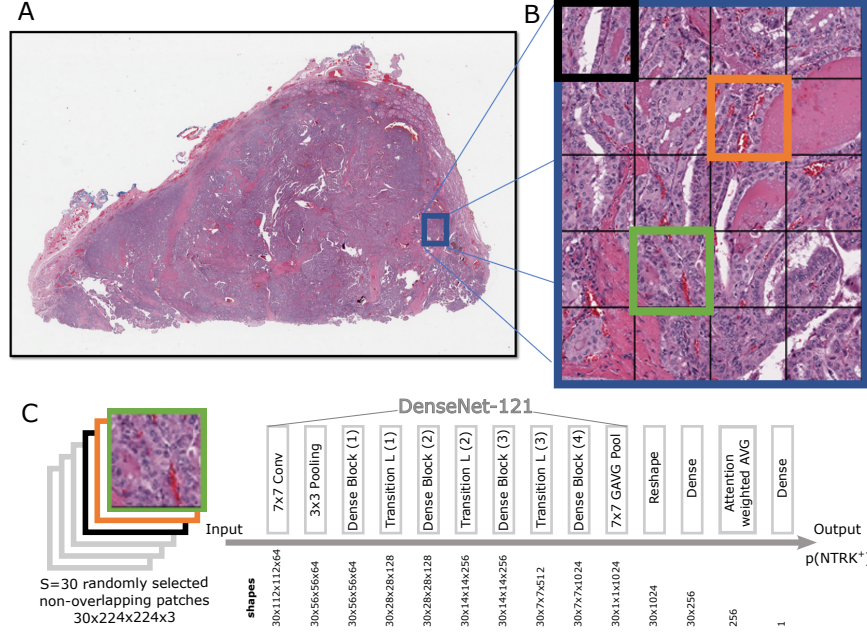 A
B
C
DenseNet-121
7x7 Conv
3x3 Pooling
Dense Block (1)
Transition L (1)
Dense Block (2)
Transition L (2)
Dense Block (3)
Transition L (3)
Dense Block (4)
7x7 GAVG Pool
Reshape
Dense
Attention
weighted AVG
Dense
Input
Output
p(NTRK⁺)
S=30 randomly selected
non-overlapping patches
30x224x224x3
shapes
30x112x112x64
30x56x56x64
30x56x56x64
30x28x28x128
30x28x28x128
30x14x14x256
30x14x14x256
30x7x7x512
30x7x7x1024
30x1x1x1024
30x1024
30x256
256
1